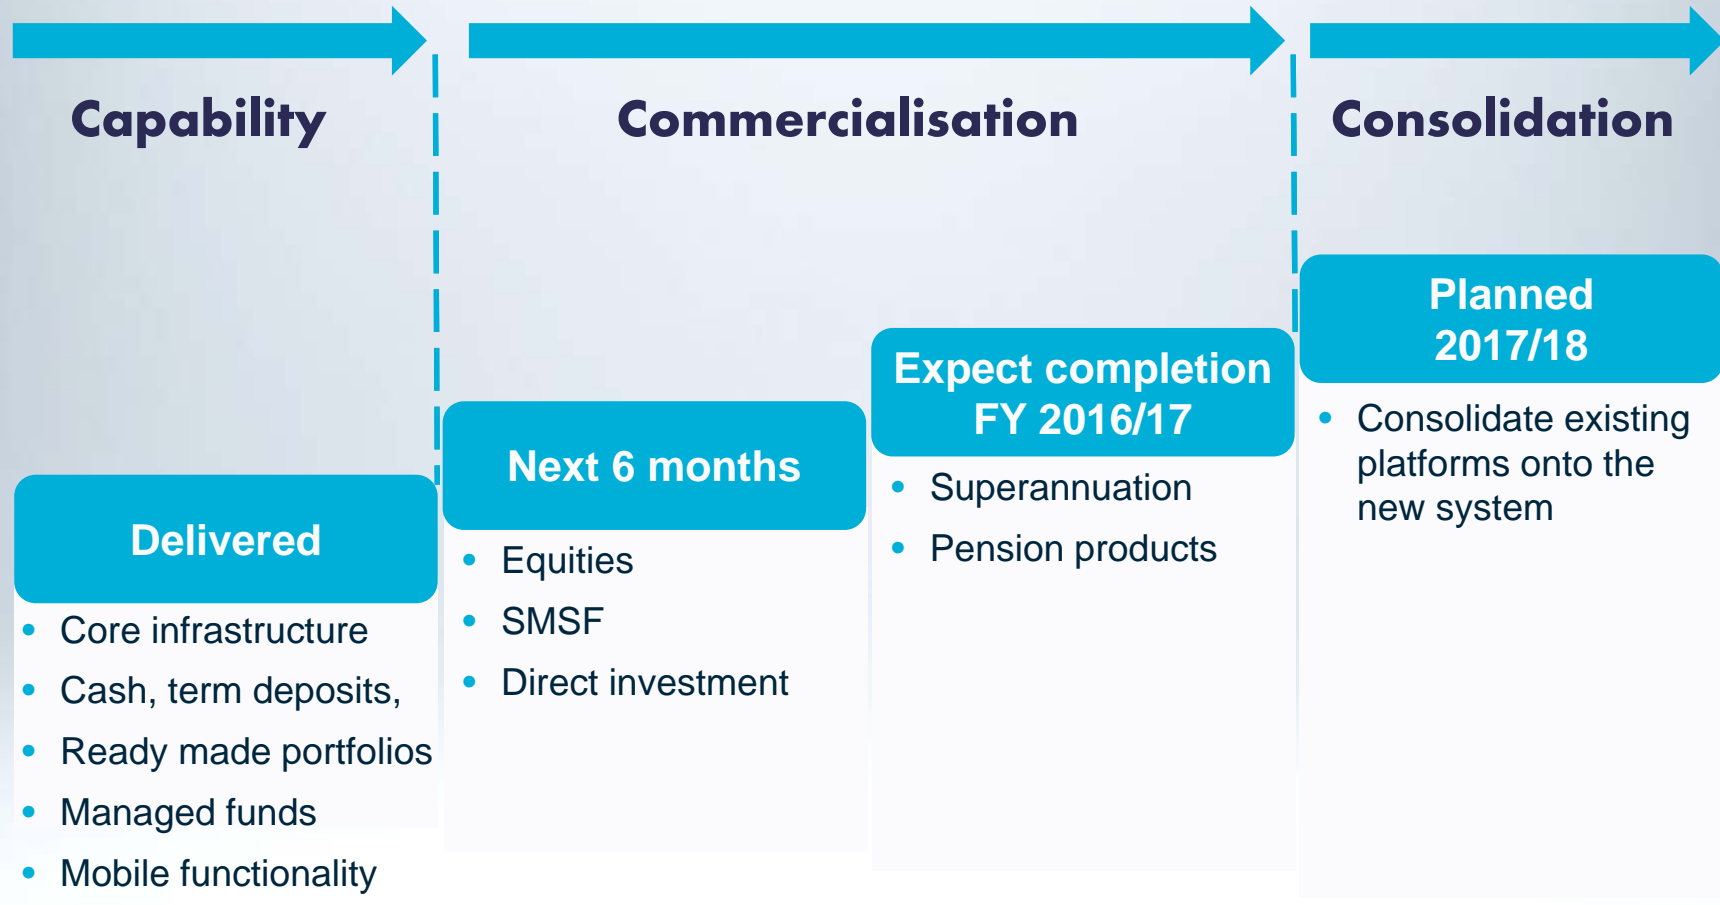 Capability
Commercialisation
Consolidation
Delivered
• Core infrastructure
• Cash, term deposits,
• Ready made portfolios
• Managed funds
• Mobile functionality
Next 6 months
• Equities
• SMSF
• Direct investment
Expect completion
FY 2016/17
• Superannuation
• Pension products
Planned
2017/18
• Consolidate existing
platforms onto the
new system